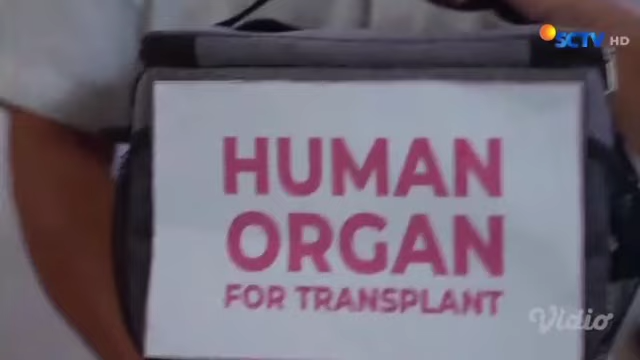 SCTV HD
HUMAN
ORGAN
FOR TRANSPLANT
Vidio